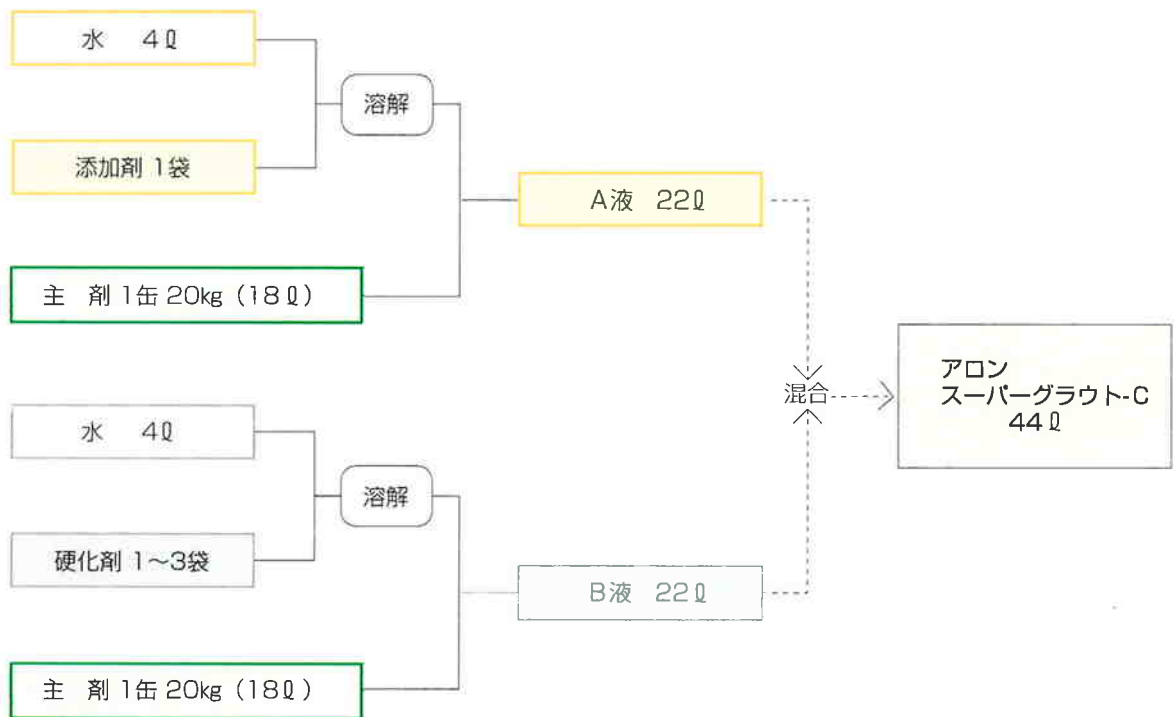 水 4ℓ
溶解
添加剤 1袋
A液 22ℓ
主 剤 1缶 20kg（18ℓ）
混合
アロン
スーパーグラウト-C
44ℓ
水 4ℓ
溶解
硬化剤 1～3袋
B液 22ℓ
主 剤 1缶 20kg（18ℓ）